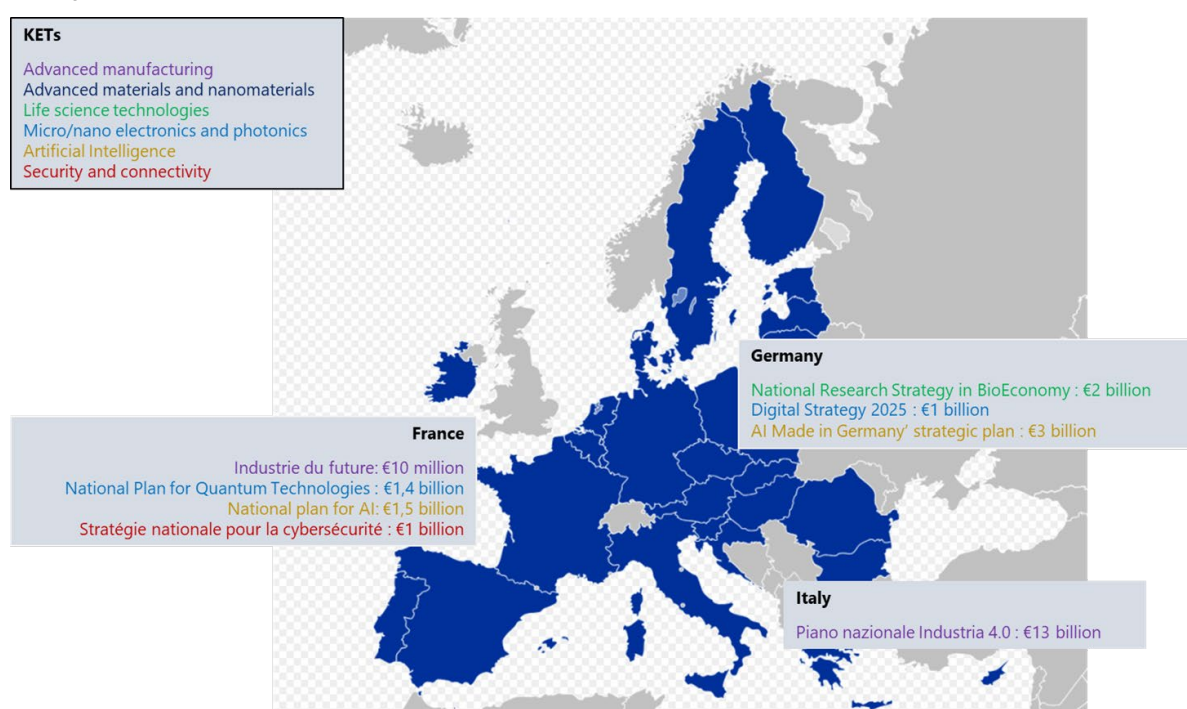 KETs
Advanced manufacturing
Advanced materials and nanomaterials
Life science technologies
Micro/nano electronics and photonics
Artificial Intelligence
Security and connectivity
Germany
National Research Strategy in BioEconomy : €2 billion
Digital Strategy 2025 : €1 billion
AI Made in Germany’ strategic plan : €3 billion
France
Industrie du future: €10 million
National Plan for Quantum Technologies : €1,4 billion
National plan for AI: €1,5 billion
Stratégie nationale pour la cybersécurité : €1 billion
Italy
Piano nazionale Industria 4.0 : €13 billion